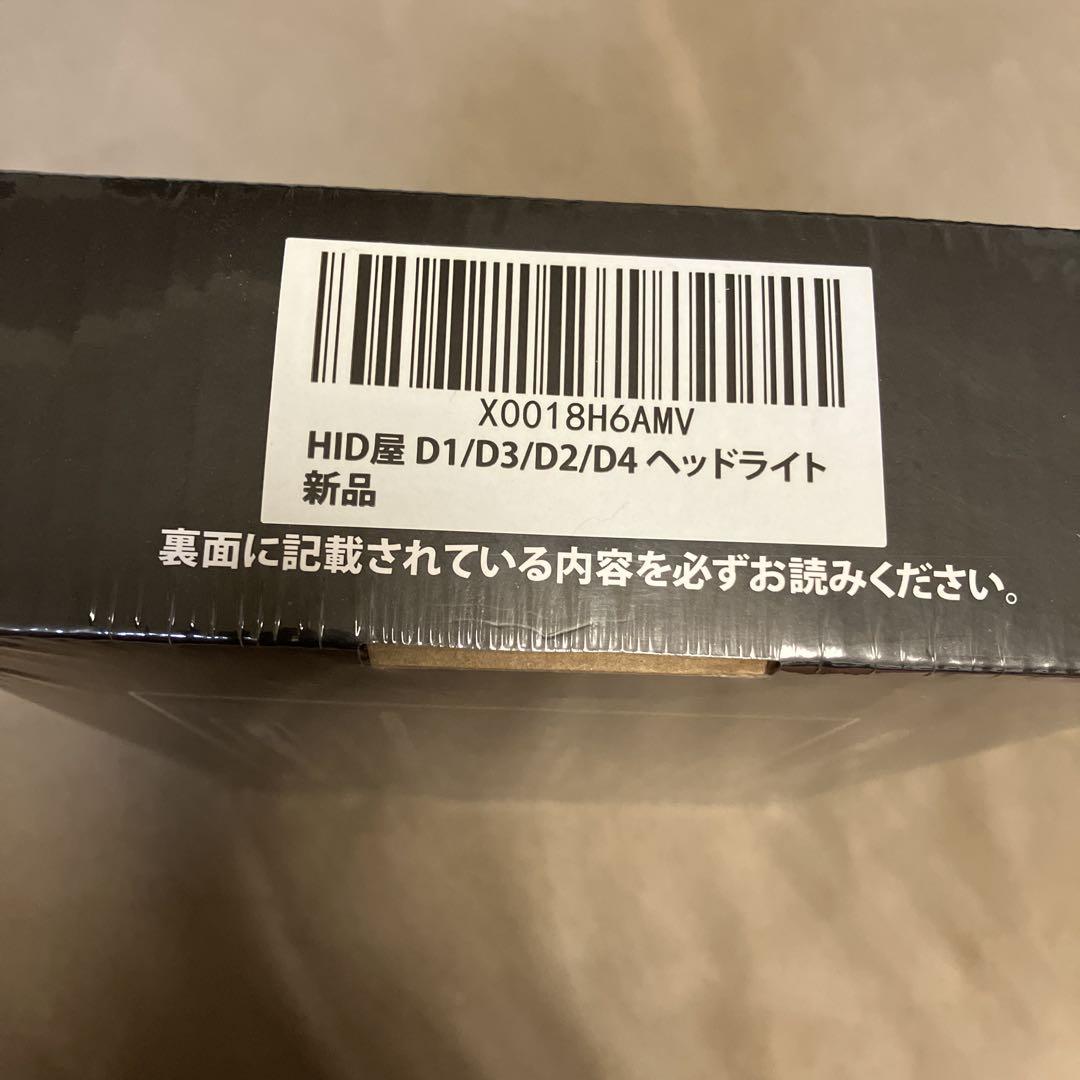 X0018H6AMV
HID屋 D1/D3/D2/D4 ヘッドライト
新品
裏面に記載されている内容を必ずお読みください。